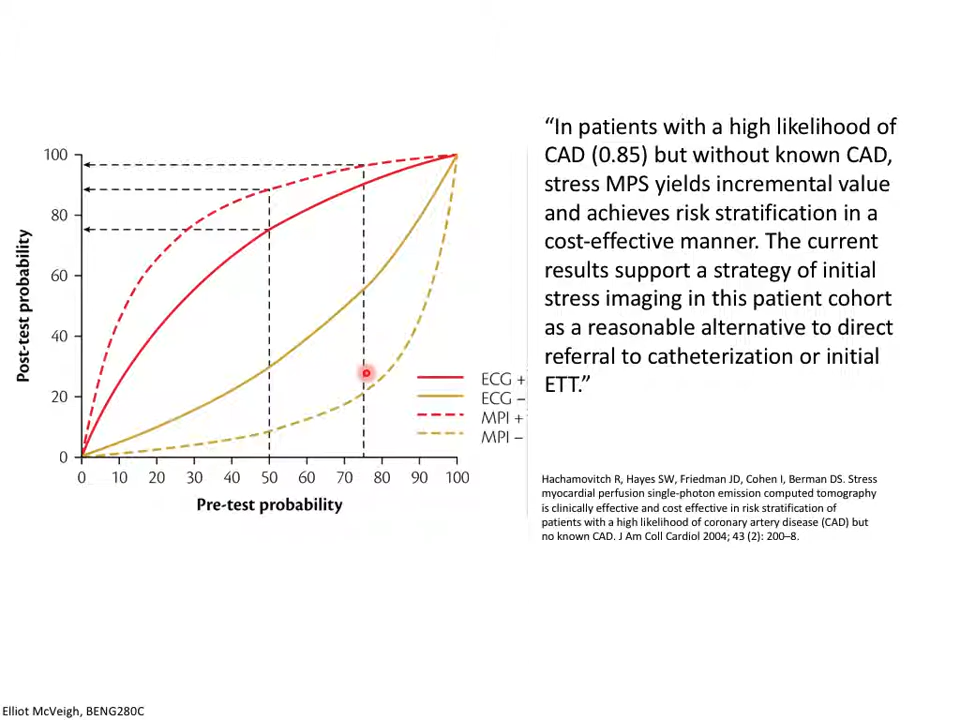 100
80
60
40
20
0
Post-test probability
0 10 20 30 40 50 60 70 80 90 100
Pre-test probability
ECG +
ECG –
MPI +
MPI –
“In patients with a high likelihood of
CAD (0.85) but without known CAD,
stress MPS yields incremental value
and achieves risk stratification in a
cost-effective manner. The current
results support a strategy of initial
stress imaging in this patient cohort
as a reasonable alternative to direct
referral to catheterization or initial
ETT.”
Hachamovitch R, Hayes SW, Friedman JD, Cohen I, Berman DS. Stress
myocardial perfusion single-photon emission computed tomography
is clinically effective and cost effective in risk stratification of
patients with a high likelihood of coronary artery disease (CAD) but
no known CAD. J Am Coll Cardiol 2004; 43 (2): 200–8.
Elliot McVeigh, BENG280C